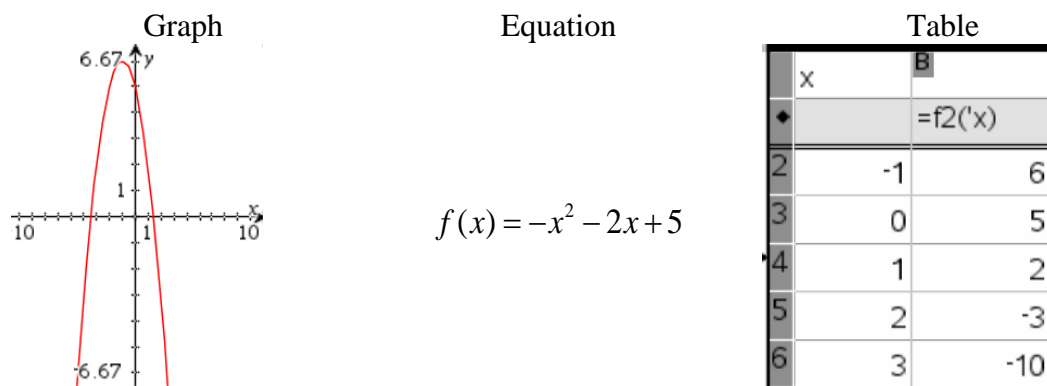 Graph Equation Table
6.67 y
1
10 1 10 x
-6.67
f(x) = −x² − 2x + 5
x B
=f2('x)
2 -1 6
3 0 5
4 1 2
5 2 -3
6 3 -10